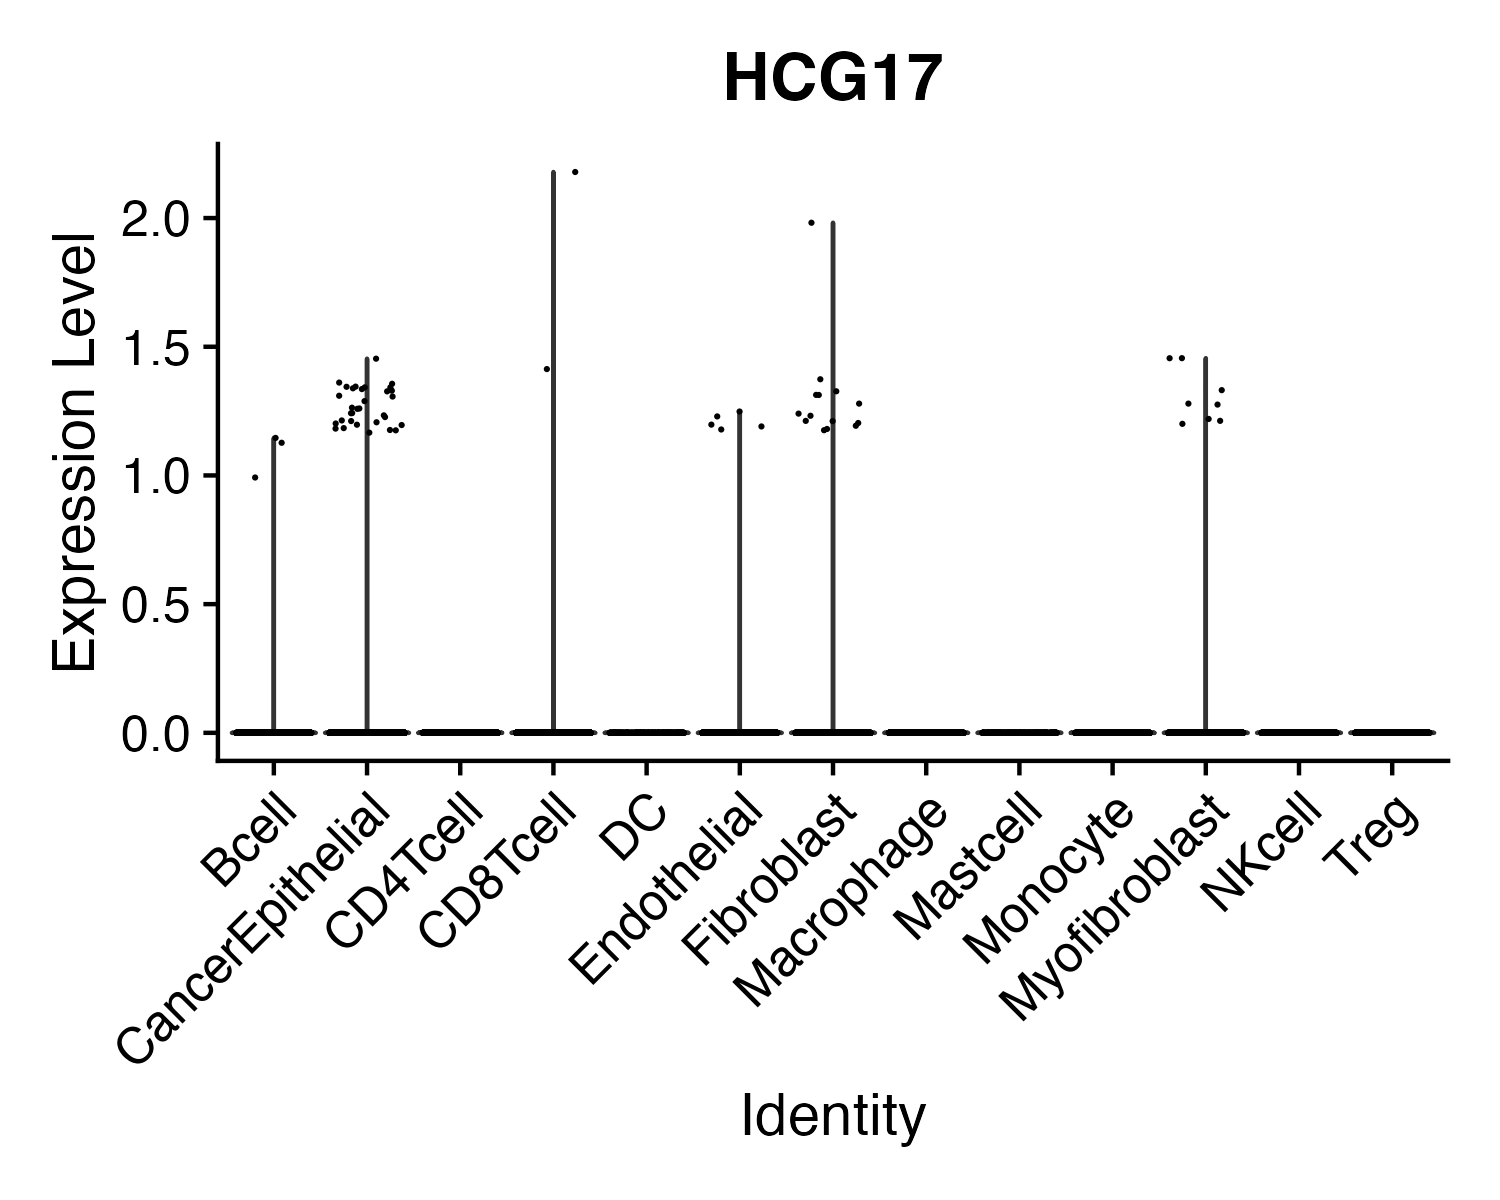 HCG17
Expression Level
2.0
1.5
1.0
0.5
0.0
Bcell
CancerEpithelial
CD4Tcell
CD8Tcell
DC
Endothelial
Fibroblast
Macrophage
Mastcell
Monocyte
Myofibroblast
NKcell
Treg
Identity